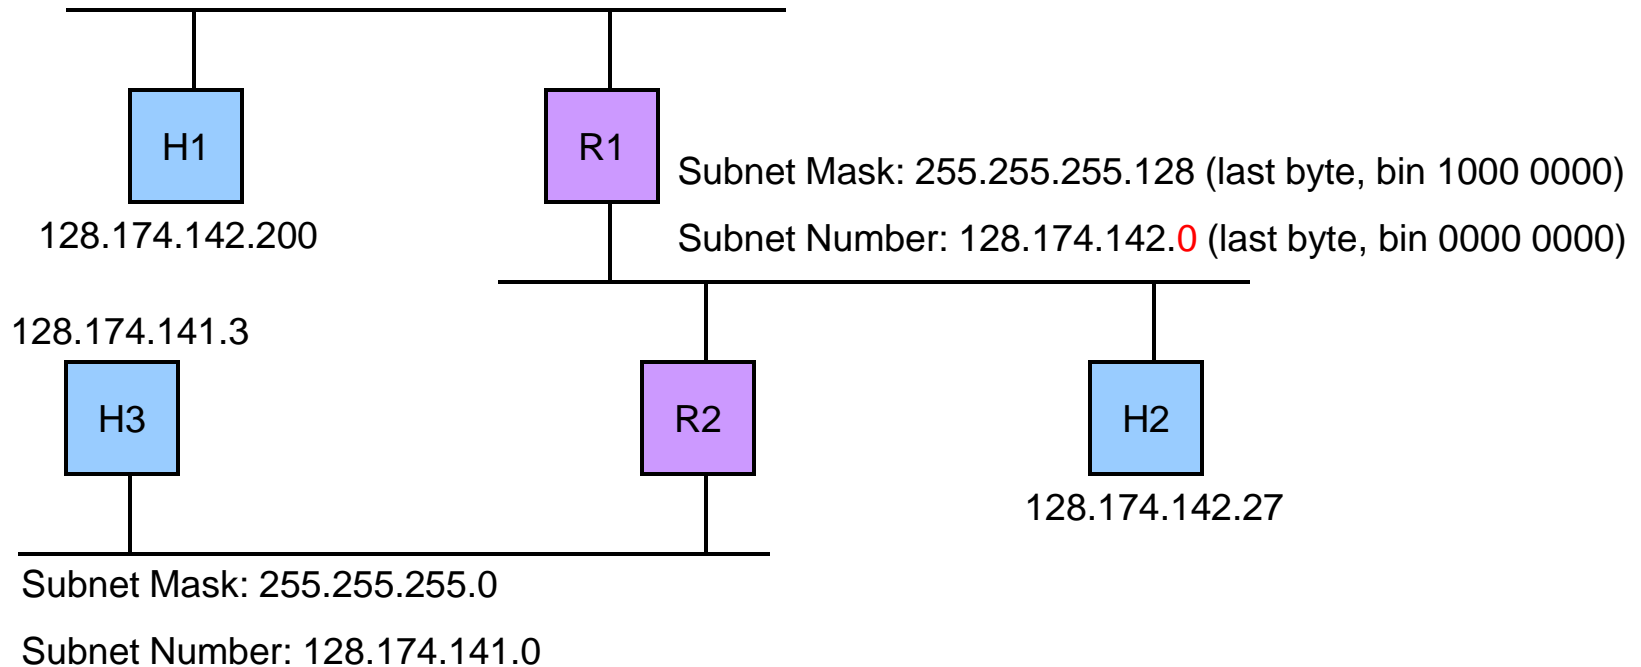 H1
R1
Subnet Mask: 255.255.255.128 (last byte, bin 1000 0000)
128.174.142.200
Subnet Number: 128.174.142.0 (last byte, bin 0000 0000)
128.174.141.3
H3
R2
H2
128.174.142.27
Subnet Mask: 255.255.255.0
Subnet Number: 128.174.141.0